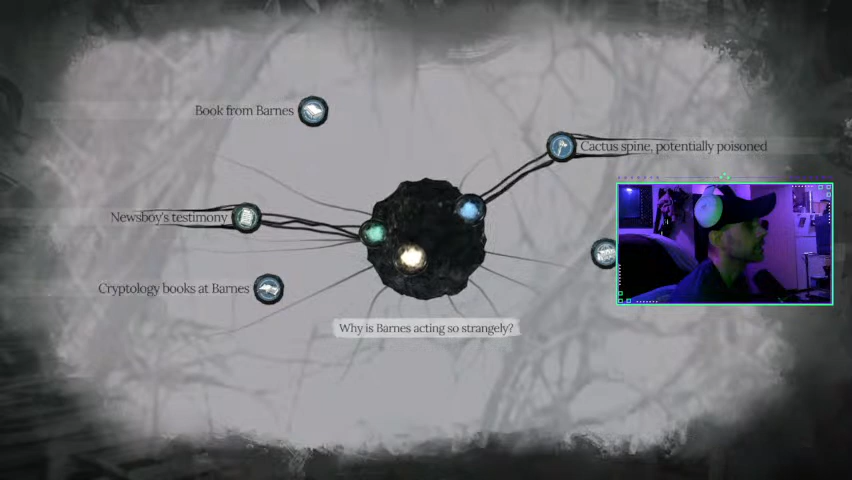 Book from Barnes
Cactus spine, potentially poisoned
Newsboy's testimony
Cryptology books at Barnes
Why is Barnes acting so strangely?